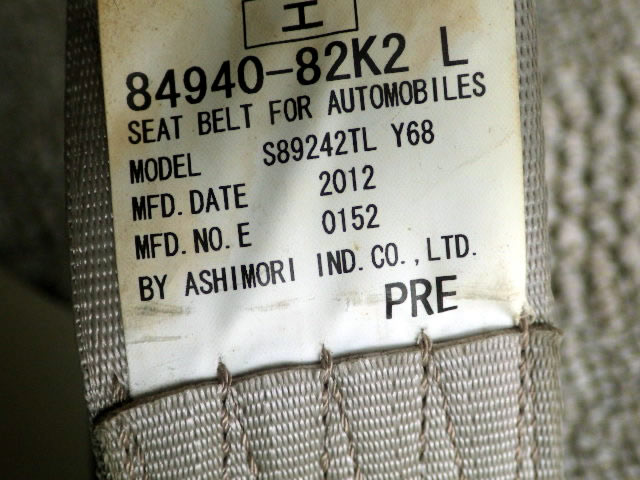 エ
84940-82K2 L
SEAT BELT FOR AUTOMOBILES
MODEL S89242TL Y68
MFD.DATE 2012
MFD.NO.E 0152
BY ASHIMORI IND.CO.,LTD.
PRE